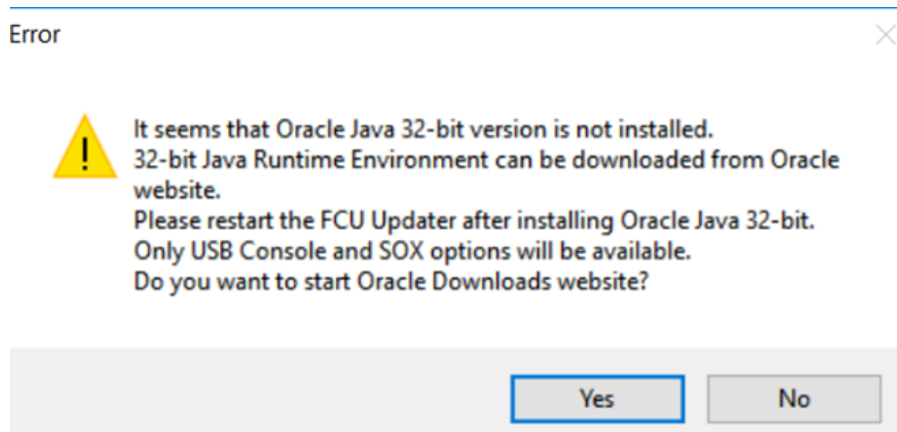 Error
It seems that Oracle Java 32-bit version is not installed.
32-bit Java Runtime Environment can be downloaded from Oracle
website.
Please restart the FCU Updater after installing Oracle Java 32-bit.
Only USB Console and SOX options will be available.
Do you want to start Oracle Downloads website?
Yes
No